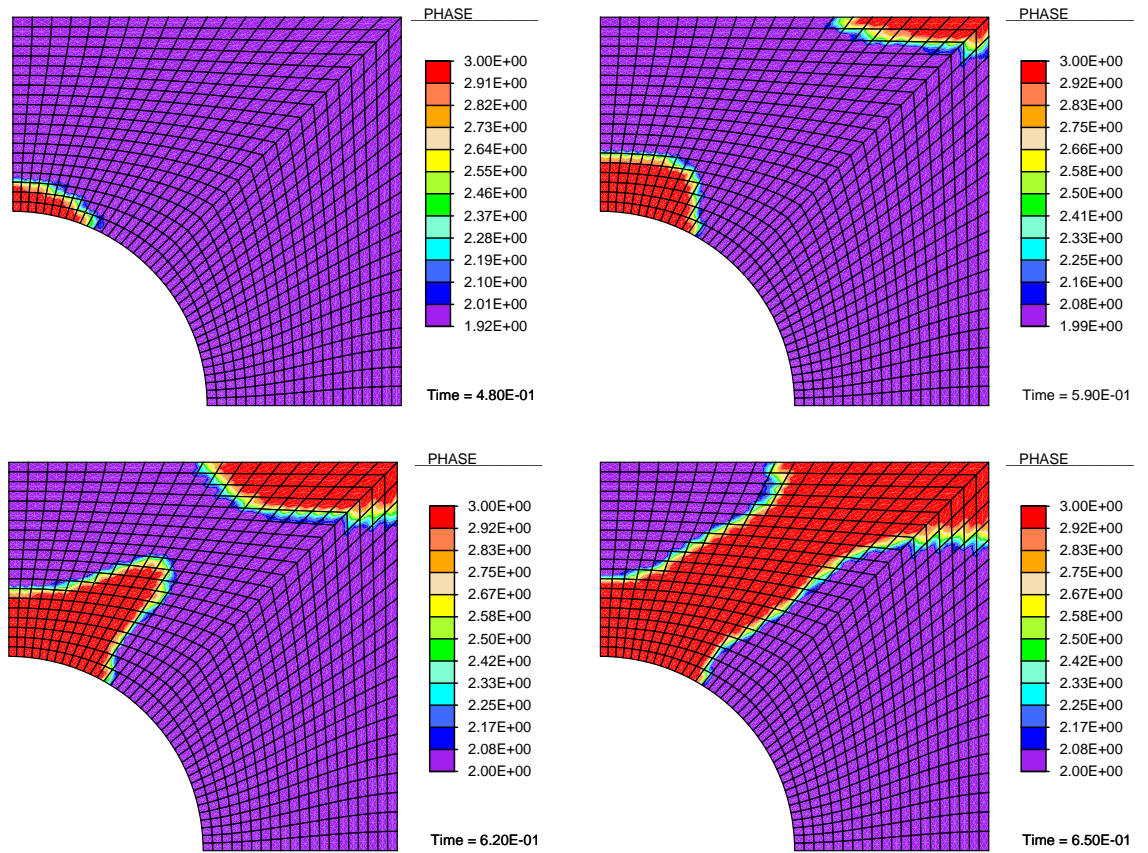 PHASE
3.00E+00
2.91E+00
2.82E+00
2.73E+00
2.64E+00
2.55E+00
2.46E+00
2.37E+00
2.28E+00
2.19E+00
2.10E+00
2.01E+00
1.92E+00
Time = 4.80E-01
PHASE
3.00E+00
2.92E+00
2.83E+00
2.75E+00
2.66E+00
2.58E+00
2.50E+00
2.41E+00
2.33E+00
2.25E+00
2.16E+00
2.08E+00
1.99E+00
Time = 5.90E-01
PHASE
3.00E+00
2.92E+00
2.83E+00
2.75E+00
2.67E+00
2.58E+00
2.50E+00
2.42E+00
2.33E+00
2.25E+00
2.17E+00
2.08E+00
2.00E+00
Time = 6.20E-01
PHASE
3.00E+00
2.92E+00
2.83E+00
2.75E+00
2.67E+00
2.58E+00
2.50E+00
2.42E+00
2.33E+00
2.25E+00
2.17E+00
2.08E+00
2.00E+00
Time = 6.50E-01